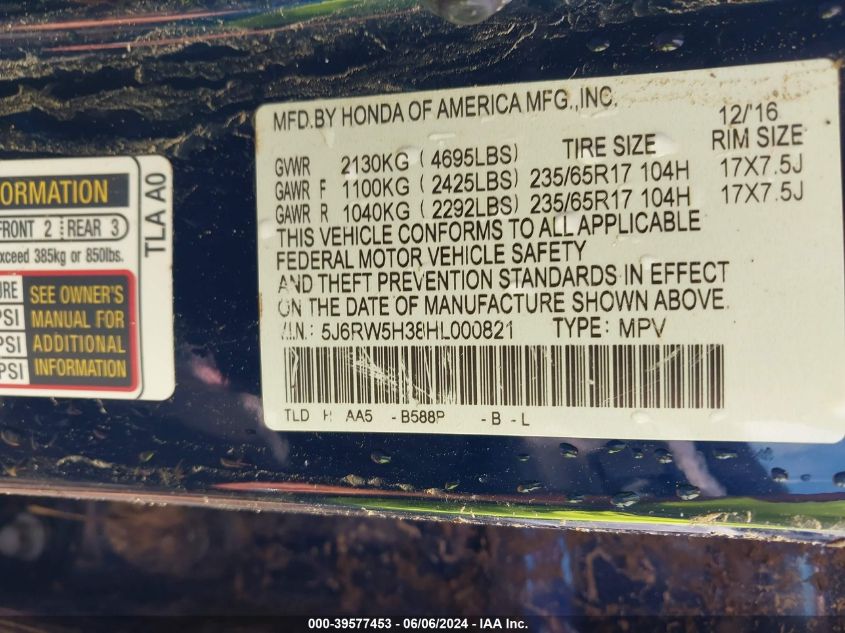 ORMATION
FRONT 2 REAR 3
xceed 385kg or 850lbs.
URE SEE OWNER'S
PSI MANUAL FOR
PSI ADDITIONAL
PSI INFORMATION
TLA A0
MFD.BY HONDA OF AMERICA MFG.,INC. 12/'16
TIRE SIZE RIM SIZE
GVWR 2130KG ( 4695LBS)
GAWR F 1100KG ( 2425LBS) 235/65R17 104H 17X7.5J
GAWR R 1040KG ( 2292LBS) 235/65R17 104H 17X7.5J
THIS VEHICLE CONFORMS TO ALL APPLICABLE
FEDERAL MOTOR VEHICLE SAFETY
AND THEFT PREVENTION STANDARDS IN EFFECT
ON THE DATE OF MANUFACTURE SHOWN ABOVE.
V.I.N.: 5J6RW5H38HL000821 TYPE: MPV
TLD H AA5 -B588P -B -L
000-39577453 - 06/06/2024 - IAA Inc.